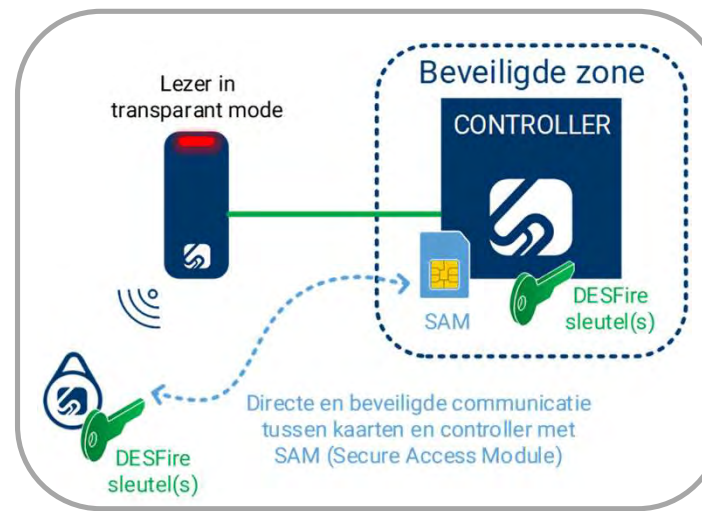 Beveiligde zone
Lezer in
transparant mode
CONTROLLER
SAM
DESFire
sleutel(s)
Directe en beveiligde communicatie
tussen kaarten en controller met
SAM (Secure Access Module)
DESFire
sleutel(s)